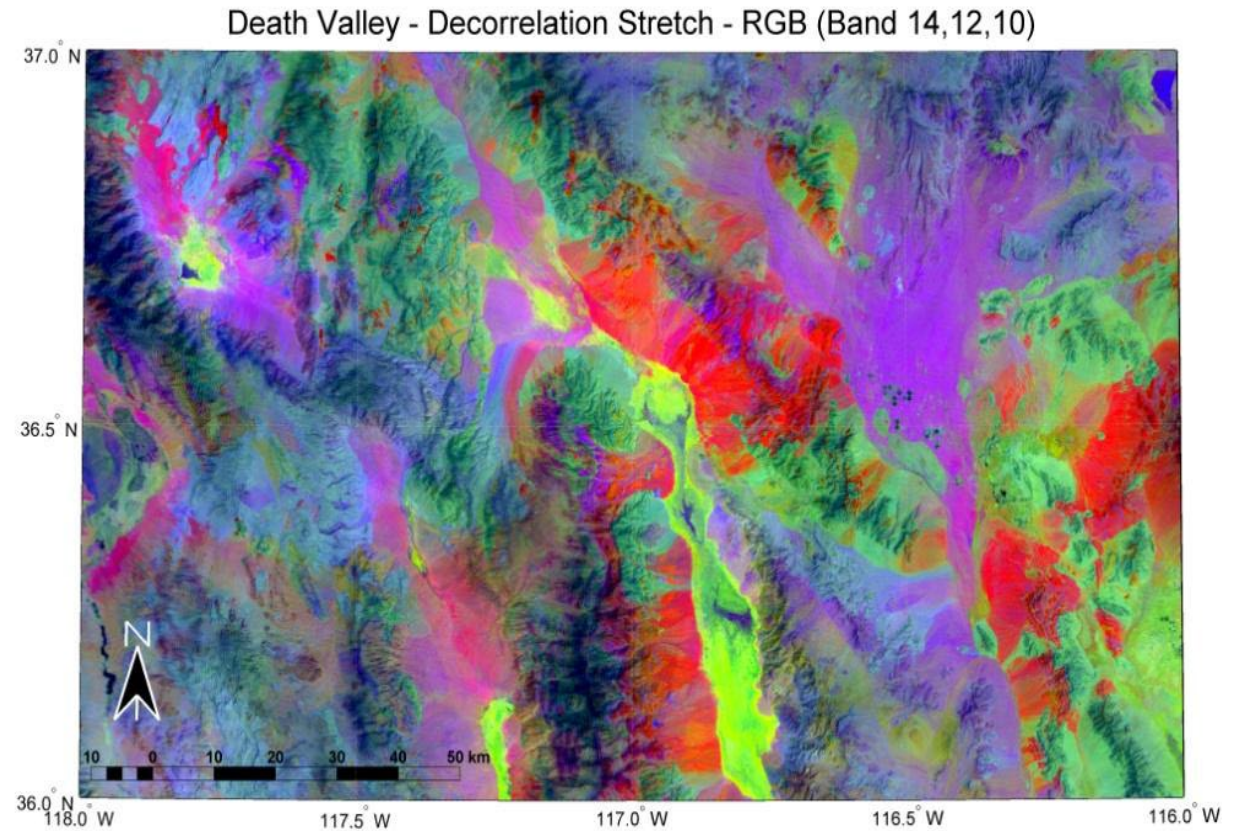 Death Valley - Decorrelation Stretch - RGB (Band 14,12,10)
37.0° N
36.5° N
N
10 0 10 20 30 40 50 km
36.0° N
118.0° W 117.5° W 117.0° W 116.5° W 116.0° W